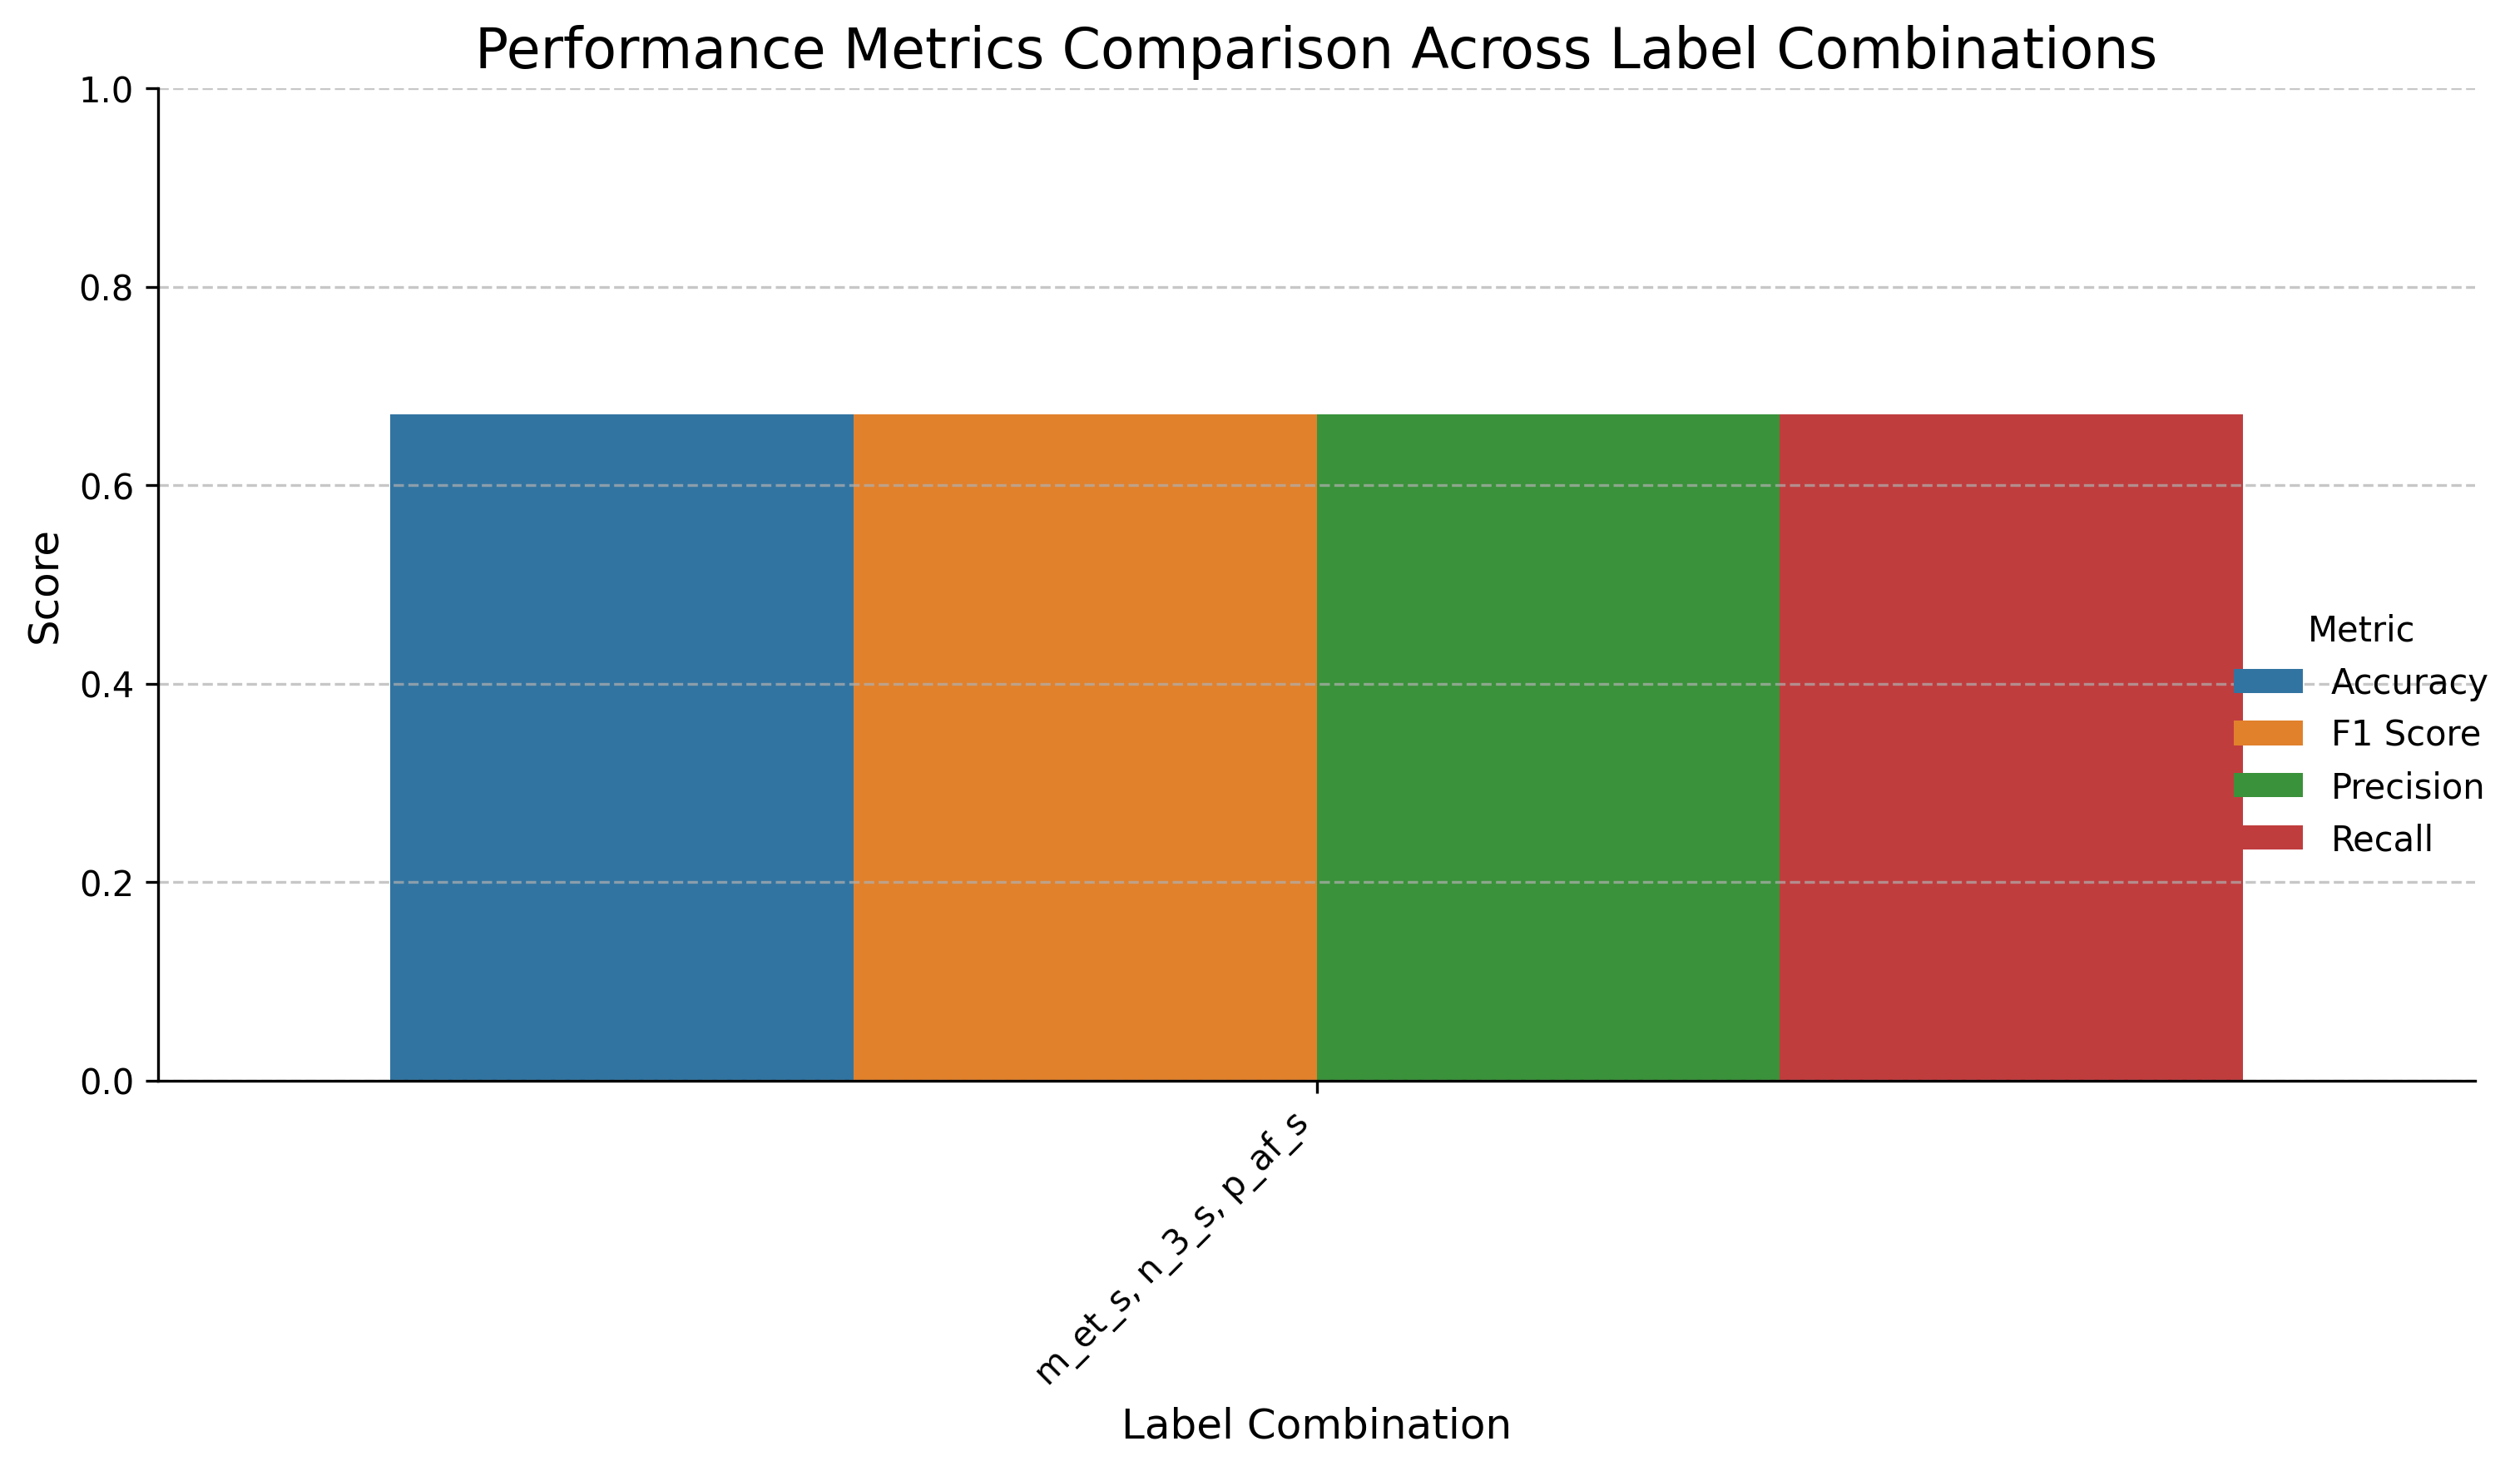 Performance Metrics Comparison Across Label Combinations
1.0
0.8
0.6
0.4
0.2
0.0
Score
Metric
Accuracy
F1 Score
Precision
Recall
m_et_s, n_3_s, p_af_s
Label Combination